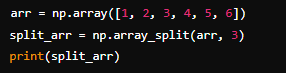 arr = np.array([1, 2, 3, 4, 5, 6])
split_arr = np.array_split(arr, 3)
print(split_arr)